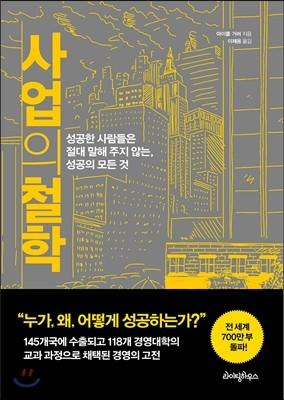 마이클 거버 지음
이제용 옮김
사업의 철학
성공한 사람들은
절대 말해 주지 않는,
성공의 모든 것
“누가, 왜, 어떻게 성공하는가?”
145개국에 수출되고 118개 경영대학의
교과 과정으로 채택된 경영의 고전
전 세계
700만 부
돌파!
라이팅하우스